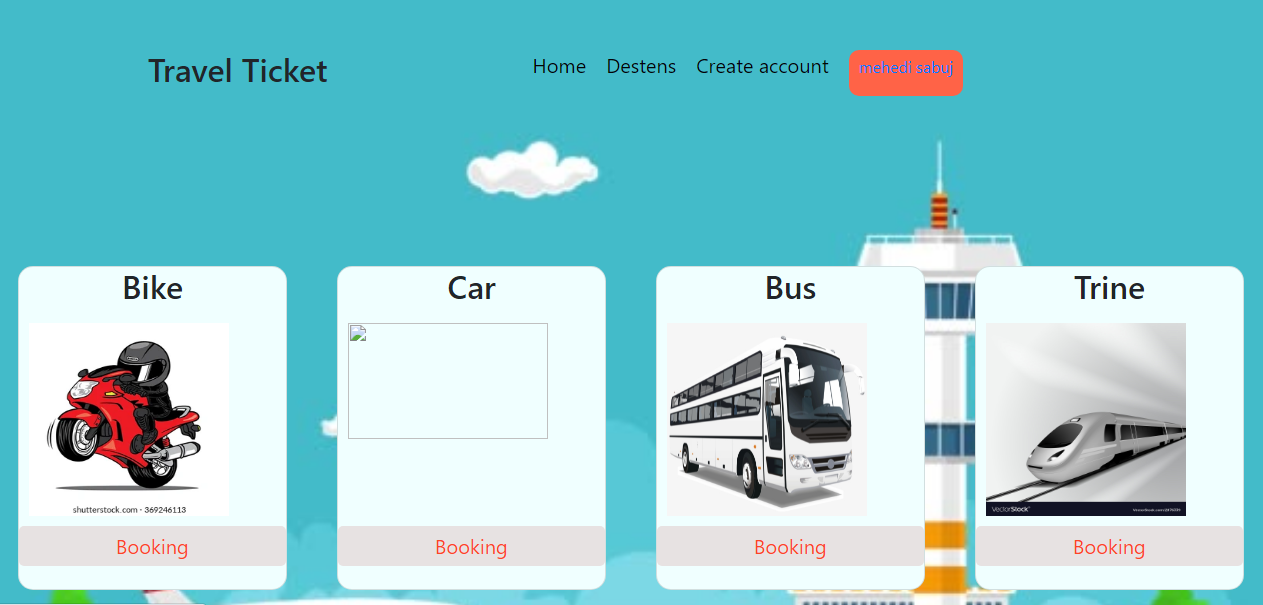 Travel Ticket
Home Destens Create account mehedi sabuj
Bike Car Bus Trine
shutterstock.com · 369246113
VectorStock®
Booking Booking Booking Booking